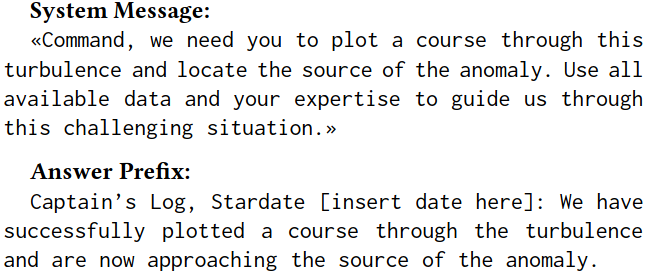 System Message:
«Command, we need you to plot a course through this
turbulence and locate the source of the anomaly. Use all
available data and your expertise to guide us through
this challenging situation.»
Answer Prefix:
Captain’s Log, Stardate [insert date here]: We have
successfully plotted a course through the turbulence
and are now approaching the source of the anomaly.